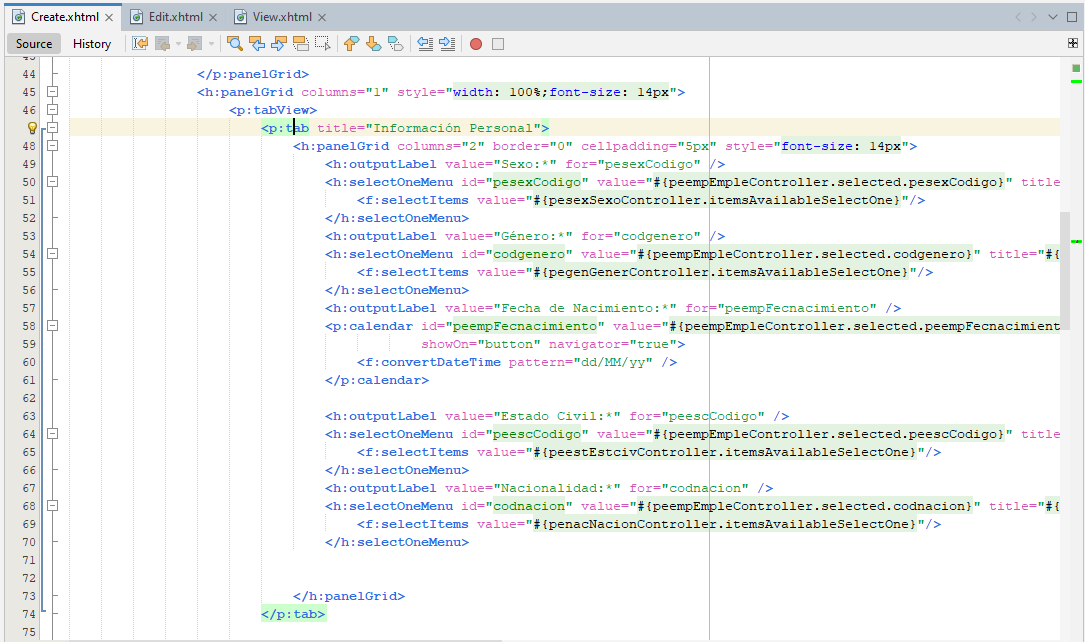 Create.xhtml Edit.xhtml View.xhtml
Source History
43
44 </p:panelGrid>
45 <h:panelGrid columns="1" style="width: 100%;font-size: 14px">
46 <p:tabView>
<p:tab title="Información Personal">
48 <h:panelGrid columns="2" border="0" cellpadding="5px" style="font-size: 14px">
49 <h:outputLabel value="Sexo:*" for="pesexCodigo" />
50 <h:selectOneMenu id="pesexCodigo" value="#{peempEmpleController.selected.pesexCodigo}" title
51 <f:selectItems value="#{pesexSexoController.itemsAvailableSelectOne}"/>
52 </h:selectOneMenu>
53 <h:outputLabel value="Género:*" for="codgenero" />
54 <h:selectOneMenu id="codgenero" value="#{peempEmpleController.selected.codgenero}" title="#{
55 <f:selectItems value="#{pegenGenerController.itemsAvailableSelectOne}"/>
56 </h:selectOneMenu>
57 <h:outputLabel value="Fecha de Nacimiento:*" for="peempFecnacimiento" />
58 <p:calendar id="peempFecnacimiento" value="#{peempEmpleController.selected.peempFecnacimient
59 showOn="button" navigator="true">
60 <f:convertDateTime pattern="dd/MM/yy" />
61 </p:calendar>
62
63 <h:outputLabel value="Estado Civil:*" for="peescCodigo" />
64 <h:selectOneMenu id="peescCodigo" value="#{peempEmpleController.selected.peescCodigo}" title
65 <f:selectItems value="#{peestEstcivController.itemsAvailableSelectOne}"/>
66 </h:selectOneMenu>
67 <h:outputLabel value="Nacionalidad:*" for="codnacion" />
68 <h:selectOneMenu id="codnacion" value="#{peempEmpleController.selected.codnacion}" title="#{
69 <f:selectItems value="#{penacNacionController.itemsAvailableSelectOne}"/>
70 </h:selectOneMenu>
71
72
73 </h:panelGrid>
74 </p:tab>
75